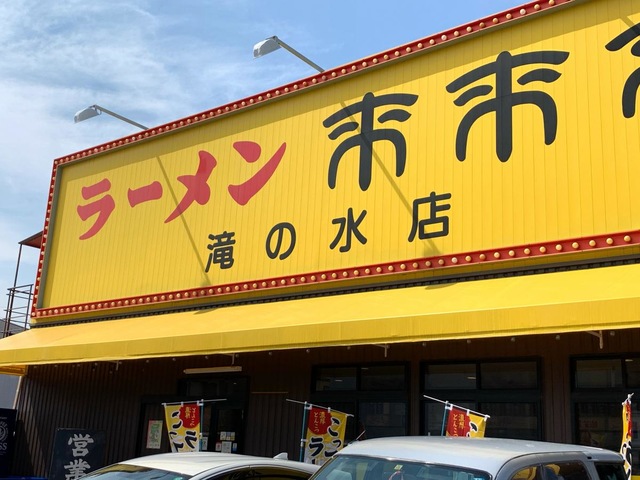 ラーメン 来来
滝の水店
営業